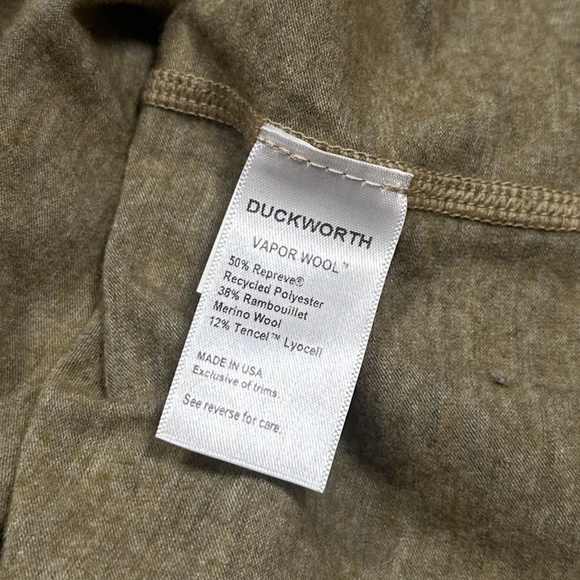 DUCKWORTH
VAPOR WOOL™
50% Repreve®
Recycled Polyester
38% Rambouillet
Merino Wool
12% Tencel™ Lyocell
MADE IN USA
Exclusive of trims.
See reverse for care.